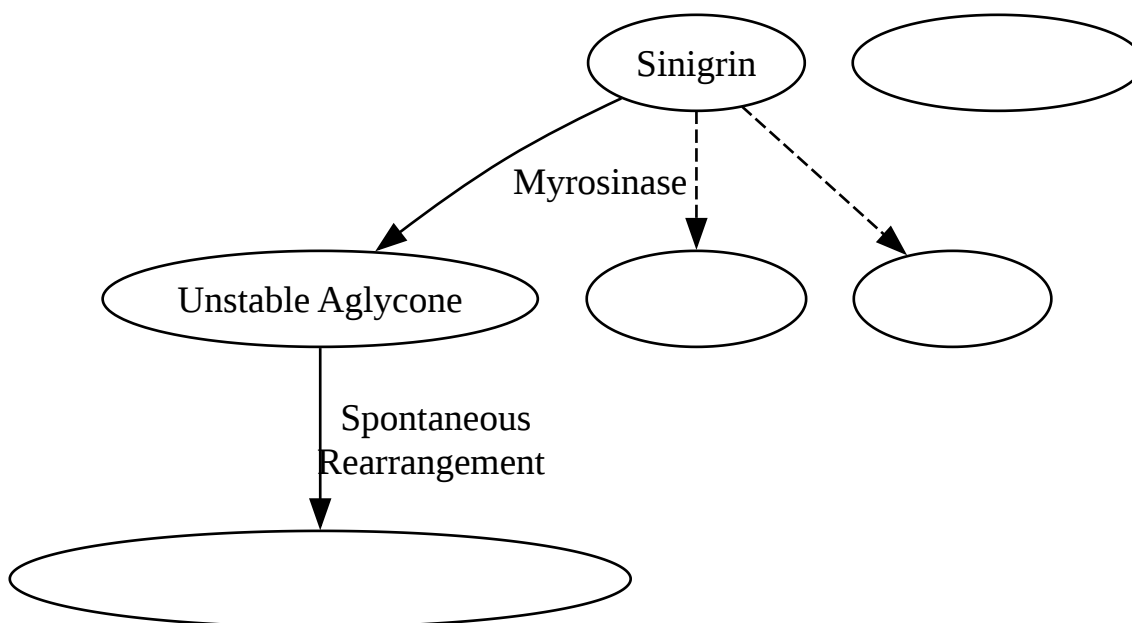 Sinigrin
Myrosinase
Unstable Aglycone
Spontaneous
Rearrangement